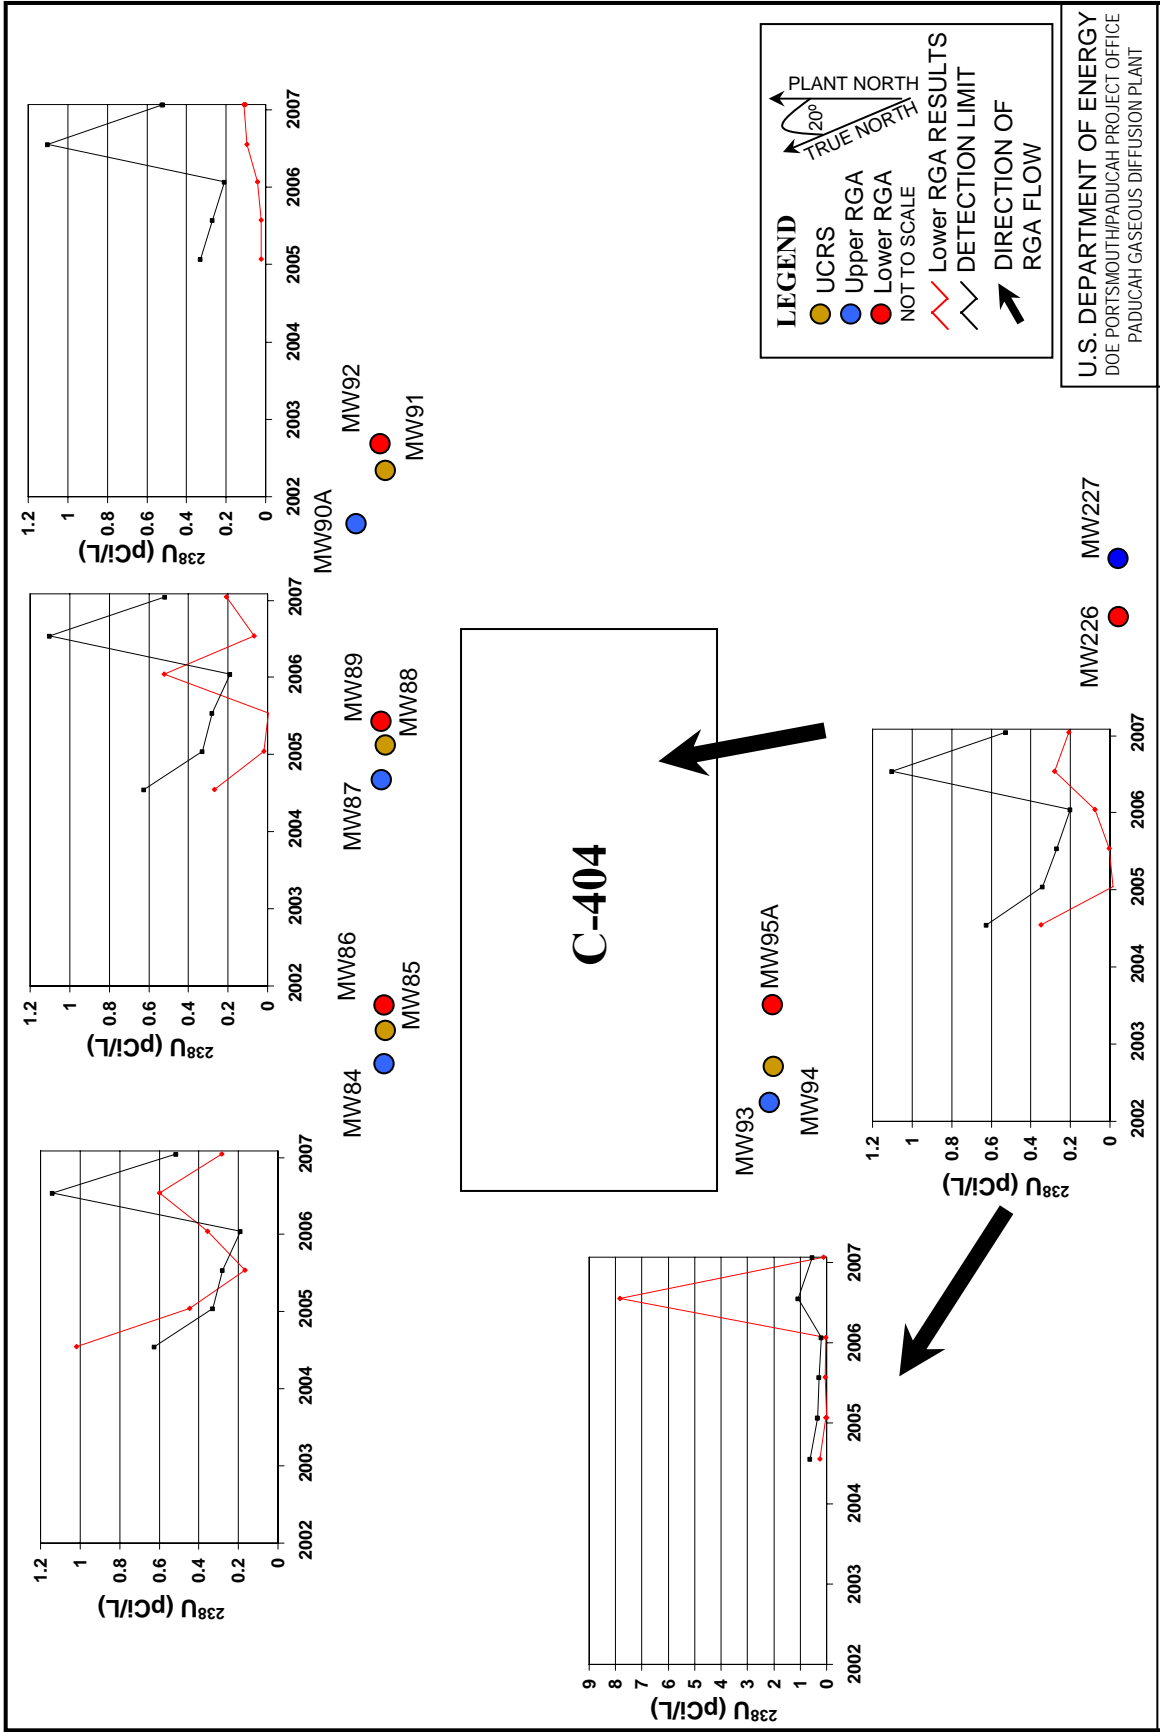 1.2
1
0.8
0.6
0.4
0.2
0
2002
2003
2004
2005
2006
2007
238U (pCi/L)
1.2
1
0.8
0.6
0.4
0.2
0
2002
2003
2004
2005
2006
2007
238U (pCi/L)
1.2
1
0.8
0.6
0.4
0.2
0
2002
2003
2004
2005
2006
2007
238U (pCi/L)
MW84
MW86
MW85
MW87
MW89
MW88
MW90A
MW92
MW91
C-404
MW93
MW94
MW95A
MW226
MW227
9
8
7
6
5
4
3
2
1
0
2002
2003
2004
2005
2006
2007
238U (pCi/L)
1.2
1
0.8
0.6
0.4
0.2
0
2002
2003
2004
2005
2006
2007
238U (pCi/L)
LEGEND
UCRS
Upper RGA
Lower RGA
NOT TO SCALE
Lower RGA RESULTS
DETECTION LIMIT
DIRECTION OF
RGA FLOW
PLANT NORTH
20º
TRUE NORTH
U.S. DEPARTMENT OF ENERGY
DOE PORTSMOUTH/PADUCAH PROJECT OFFICE
PADUCAH GASEOUS DIFFUSION PLANT